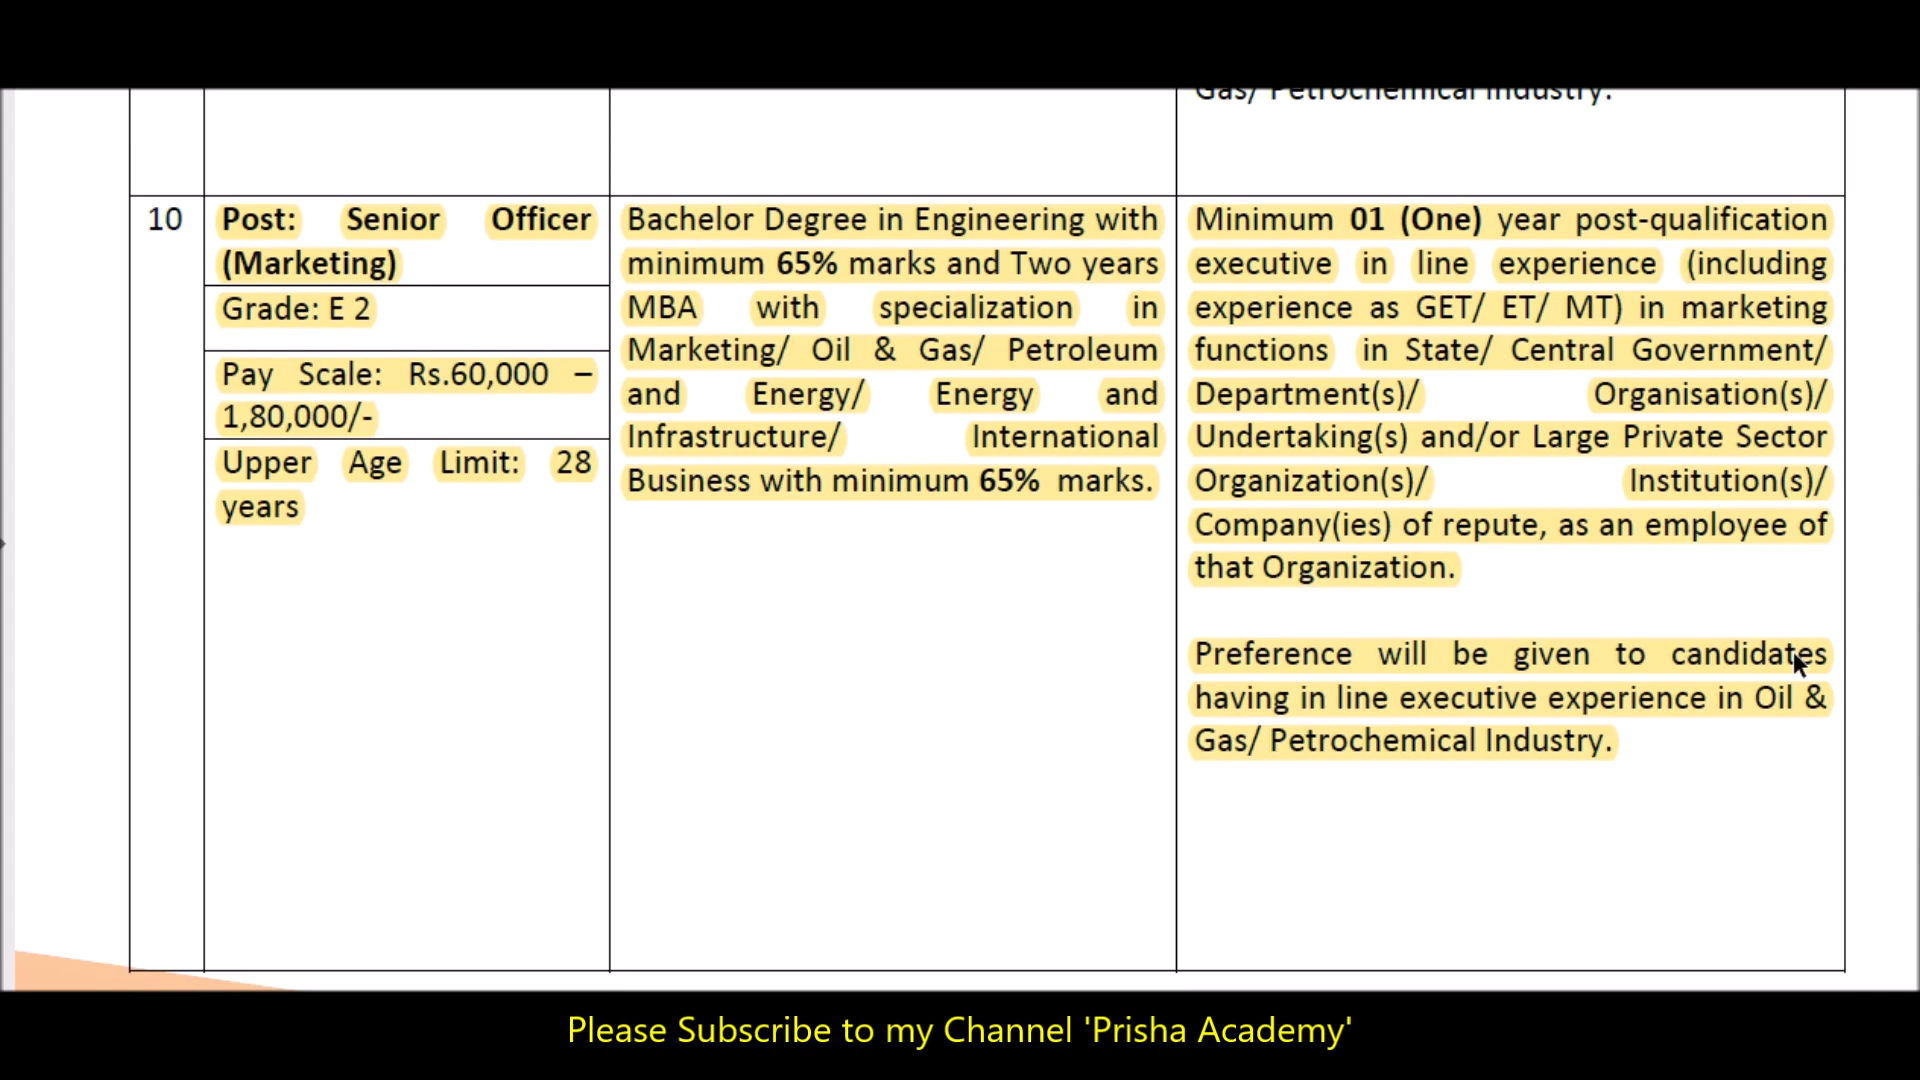 Gas/ Petrochemical Industry.
10
Post: Senior Officer
(Marketing)
Grade: E 2
Pay Scale: Rs.60,000 –
1,80,000/-
Upper Age Limit: 28
years
Bachelor Degree in Engineering with
minimum 65% marks and Two years
MBA with specialization in
Marketing/ Oil & Gas/ Petroleum
and Energy/ Energy and
Infrastructure/ International
Business with minimum 65% marks.
Minimum 01 (One) year post-qualification
executive in line experience (including
experience as GET/ ET/ MT) in marketing
functions in State/ Central Government/
Department(s)/ Organisation(s)/
Undertaking(s) and/or Large Private Sector
Organization(s)/ Institution(s)/
Company(ies) of repute, as an employee of
that Organization.
Preference will be given to candidates
having in line executive experience in Oil &
Gas/ Petrochemical Industry.
Please Subscribe to my Channel 'Prisha Academy'